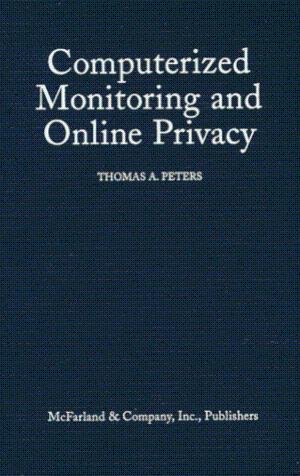 Computerized
Monitoring and
Online Privacy
THOMAS A. PETERS
McFarland & Company, Inc., Publishers